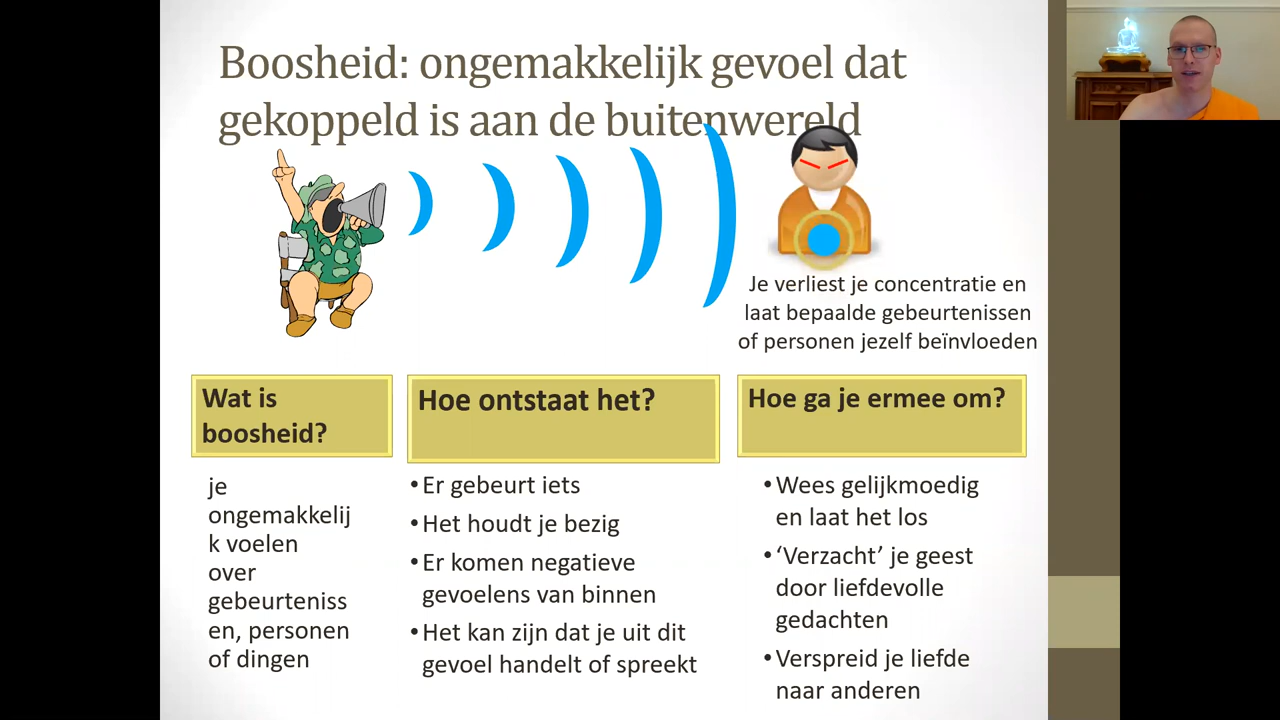 Boosheid: ongemakkelijk gevoel dat
gekoppeld is aan de buitenwereld
Je verliest je concentratie en
laat bepaalde gebeurtenissen
of personen jezelf beïnvloeden
Wat is
boosheid?
je
ongemakkelij
k voelen
over
gebeurteniss
en, personen
of dingen
Hoe ontstaat het?
•Er gebeurt iets
•Het houdt je bezig
•Er komen negatieve
gevoelens van binnen
•Het kan zijn dat je uit dit
gevoel handelt of spreekt
Hoe ga je ermee om?
•Wees gelijkmoedig
en laat het los
•‘Verzacht’ je geest
door liefdevolle
gedachten
•Verspreid je liefde
naar anderen